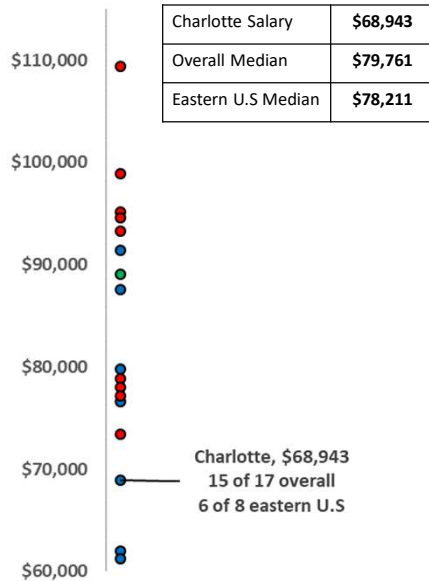 Charlotte Salary $68,943
Overall Median $79,761
Eastern U.S Median $78,211
$110,000
$100,000
$90,000
$80,000
$70,000
$60,000
Charlotte, $68,943
15 of 17 overall
6 of 8 eastern U.S